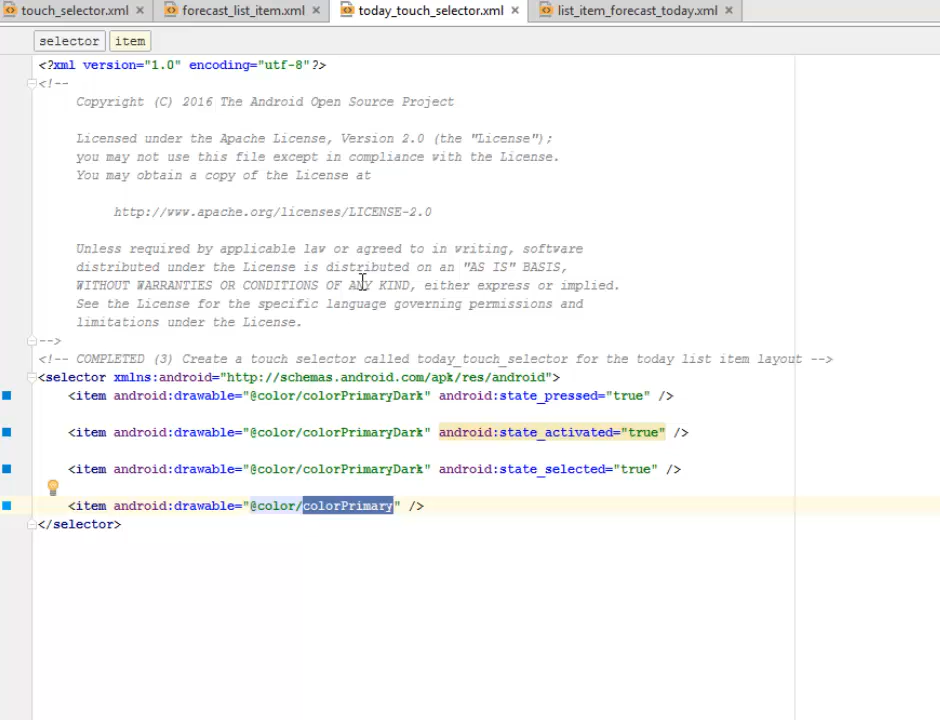 touch_selector.xml forecast_list_item.xml today_touch_selector.xml list_item_forecast_today.xml
selector item
<?xml version="1.0" encoding="utf-8"?>
<!--
Copyright (C) 2016 The Android Open Source Project
Licensed under the Apache License, Version 2.0 (the "License");
you may not use this file except in compliance with the License.
You may obtain a copy of the License at
http://www.apache.org/licenses/LICENSE-2.0
Unless required by applicable law or agreed to in writing, software
distributed under the License is distributed on an "AS IS" BASIS,
WITHOUT WARRANTIES OR CONDITIONS OF ANY KIND, either express or implied.
See the License for the specific language governing permissions and
limitations under the License.
-->
<!-- COMPLETED (3) Create a touch selector called today_touch_selector for the today list item layout -->
<selector xmlns:android="http://schemas.android.com/apk/res/android">
<item android:drawable="@color/colorPrimaryDark" android:state_pressed="true" />
<item android:drawable="@color/colorPrimaryDark" android:state_activated="true" />
<item android:drawable="@color/colorPrimaryDark" android:state_selected="true" />
<item android:drawable="@color/colorPrimary" />
</selector>